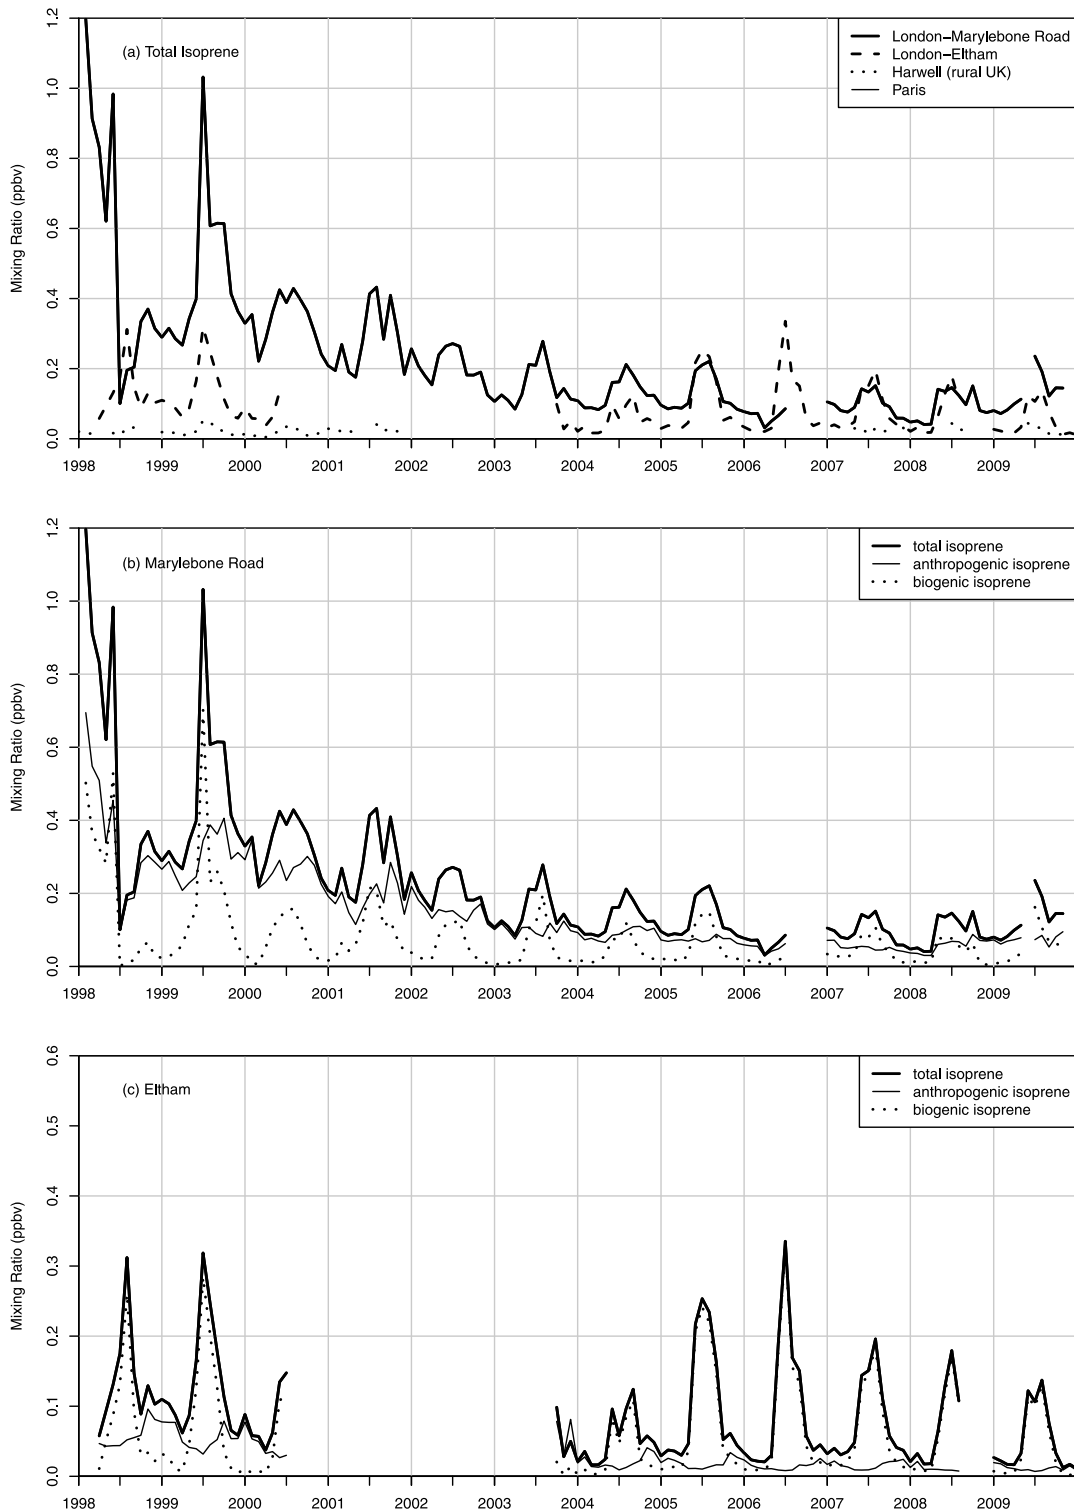 (a) Total Isoprene
London−Marylebone Road
London−Eltham
Harwell (rural UK)
Paris
Mixing Ratio (ppbv)
1.2
1.0
0.8
0.6
0.4
0.2
0.0
1998 1999 2000 2001 2002 2003 2004 2005 2006 2007 2008 2009
(b) Marylebone Road
total isoprene
anthropogenic isoprene
biogenic isoprene
Mixing Ratio (ppbv)
1.2
1.0
0.8
0.6
0.4
0.2
0.0
1998 1999 2000 2001 2002 2003 2004 2005 2006 2007 2008 2009
(c) Eltham
total isoprene
anthropogenic isoprene
biogenic isoprene
Mixing Ratio (ppbv)
0.6
0.5
0.4
0.3
0.2
0.1
0.0
1998 1999 2000 2001 2002 2003 2004 2005 2006 2007 2008 2009